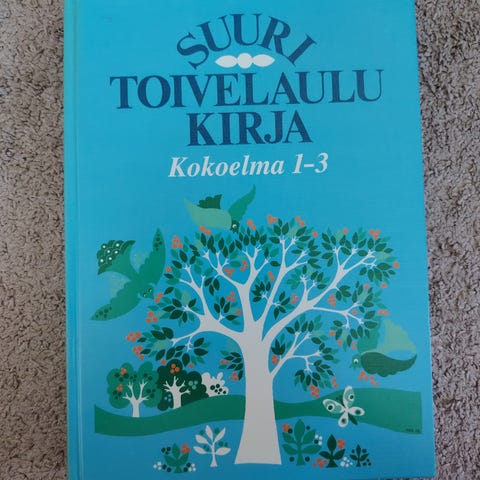 SUURI
TOIVELAULU
KIRJA
Kokoelma 1-3